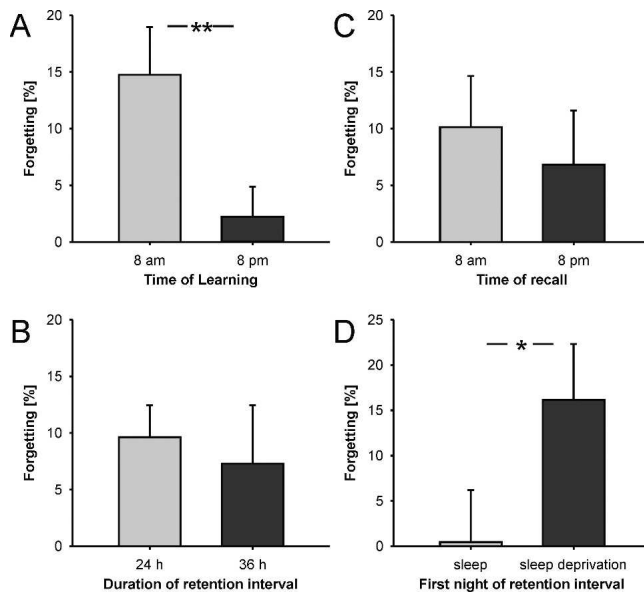 A
Forgetting [%]
20
15
10
5
0
**
8 am
8 pm
Time of Learning
C
Forgetting [%]
20
15
10
5
0
8 am
8 pm
Time of recall
B
Forgetting [%]
20
15
10
5
0
24 h
36 h
Duration of retention interval
D
Forgetting [%]
25
20
15
10
5
0
*
sleep
sleep deprivation
First night of retention interval